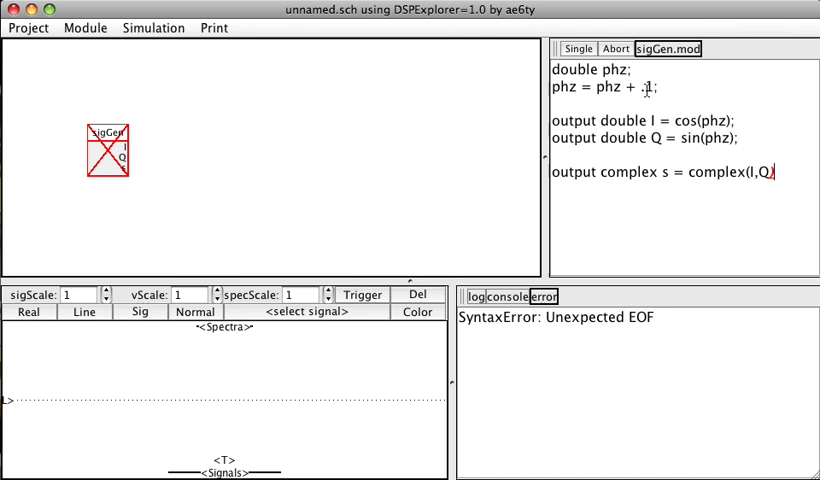 unnamed.sch using DSPExplorer=1.0 by ae6ty
Project Module Simulation Print
Single Abort sigGen.mod
double phz;
phz = phz + .1;
output double I = cos(phz);
output double Q = sin(phz);
output complex s = complex(I,Q)
sigGen
I
Q
s
sigScale: 1 vScale: 1 specScale: 1 Trigger Del
Real Line Sig Normal <select signal> Color
<Spectra>
L>
<T>
<Signals>
log console error
SyntaxError: Unexpected EOF